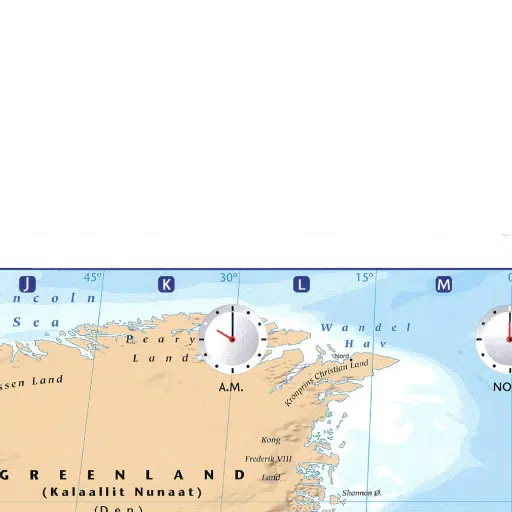 J 45° K 30° L 15° M
ncoln
Sea
Wandel
Hav
Peary
Land
ssen Land
Nord
Kronprins Christian Land
A.M.
NO
Kong
Frederik VIII
Land
GREENLAND
(Kalaallit Nunaat)
(Den)
Shannon Ø.